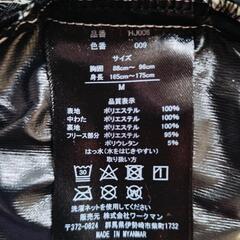 品番 HJ006
色番 009
サイズ
胸囲 88cm～ 96cm
身長 165cm～175cm
M
品質表示
表地 ポリエステル 100%
中わた ポリエステル 100%
裏地 ポリエステル 100%
フリース部分 ポリエステル 95%
ポリウレタン 5%
はっ水(水をはじきやすい)
取り扱い方
洗濯ネットを使用してください。
販売元 株式会社ワークマン
〒372-0824 群馬県伊勢崎市柴町1732
MADE IN MYANMAR